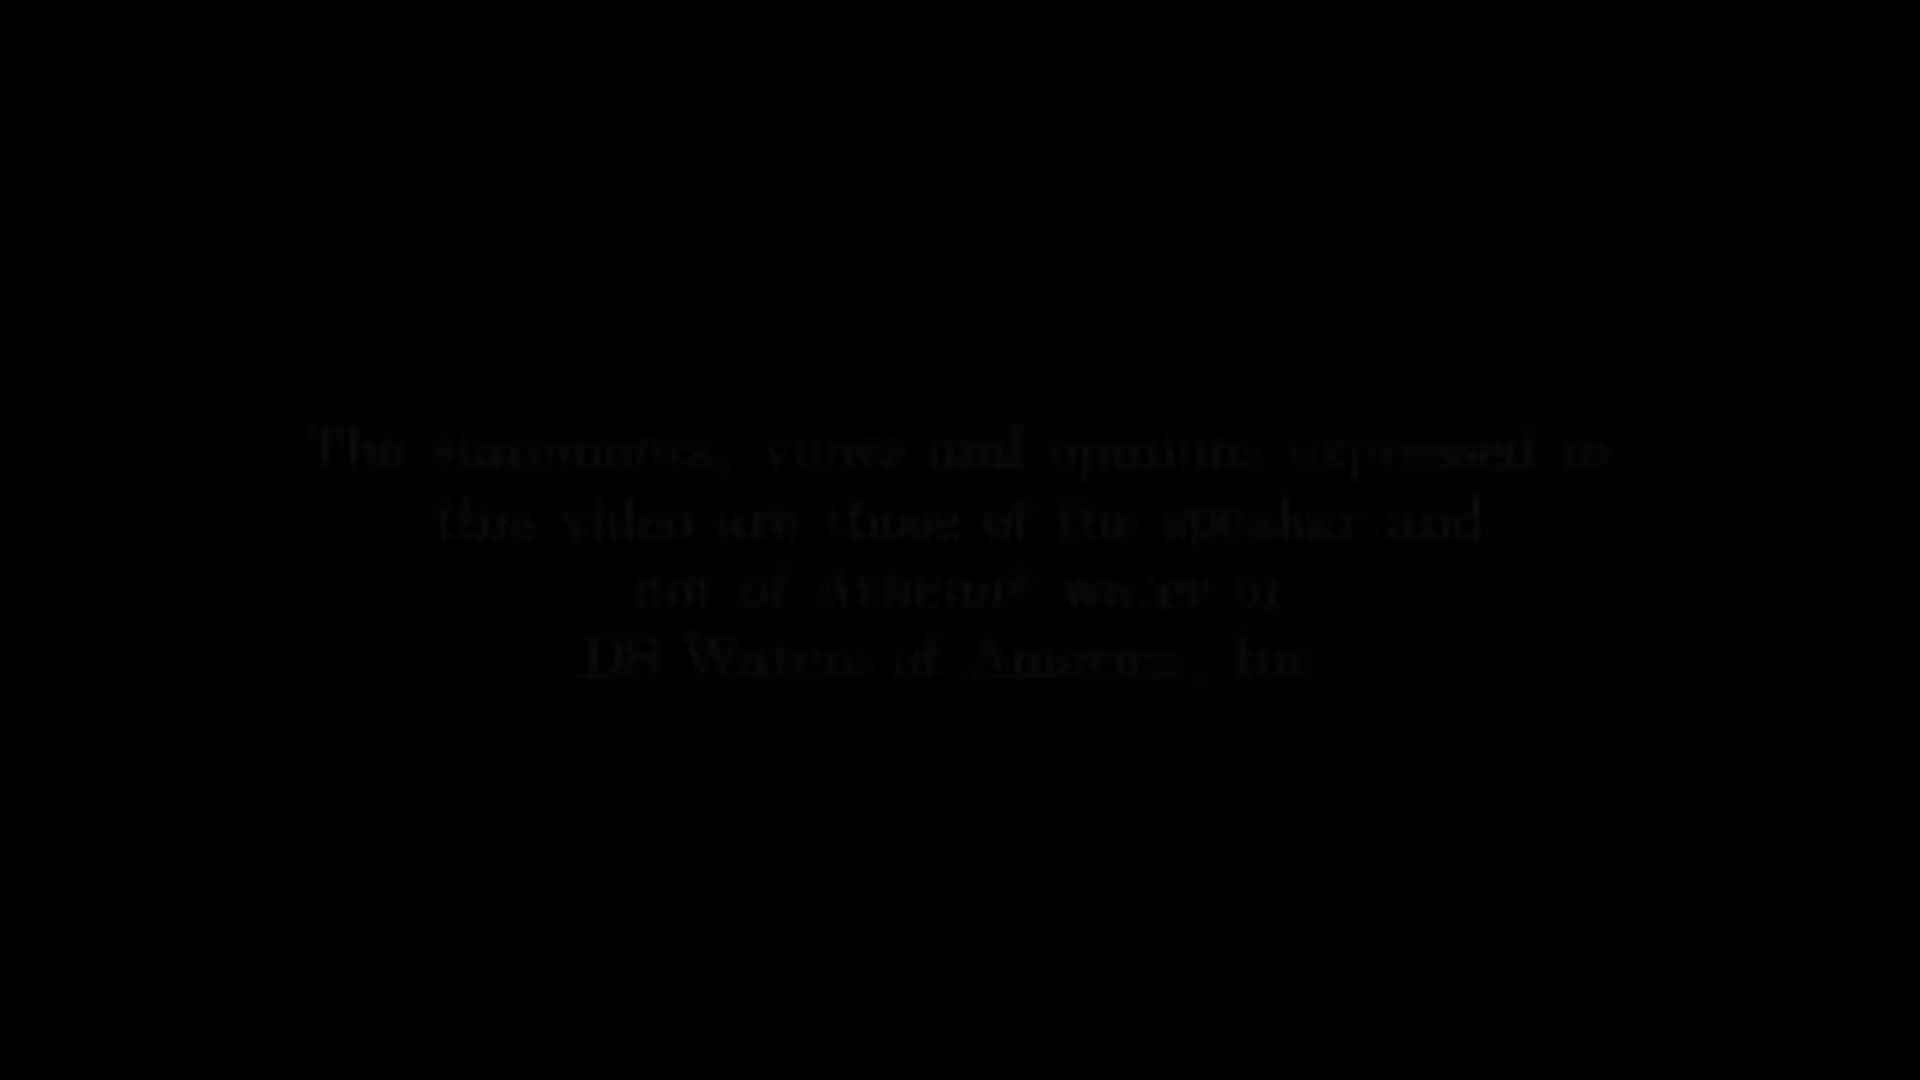 The statements, views and opinions expressed in
this video are those of the speaker and
not of water or
DS Waters of America, Inc.